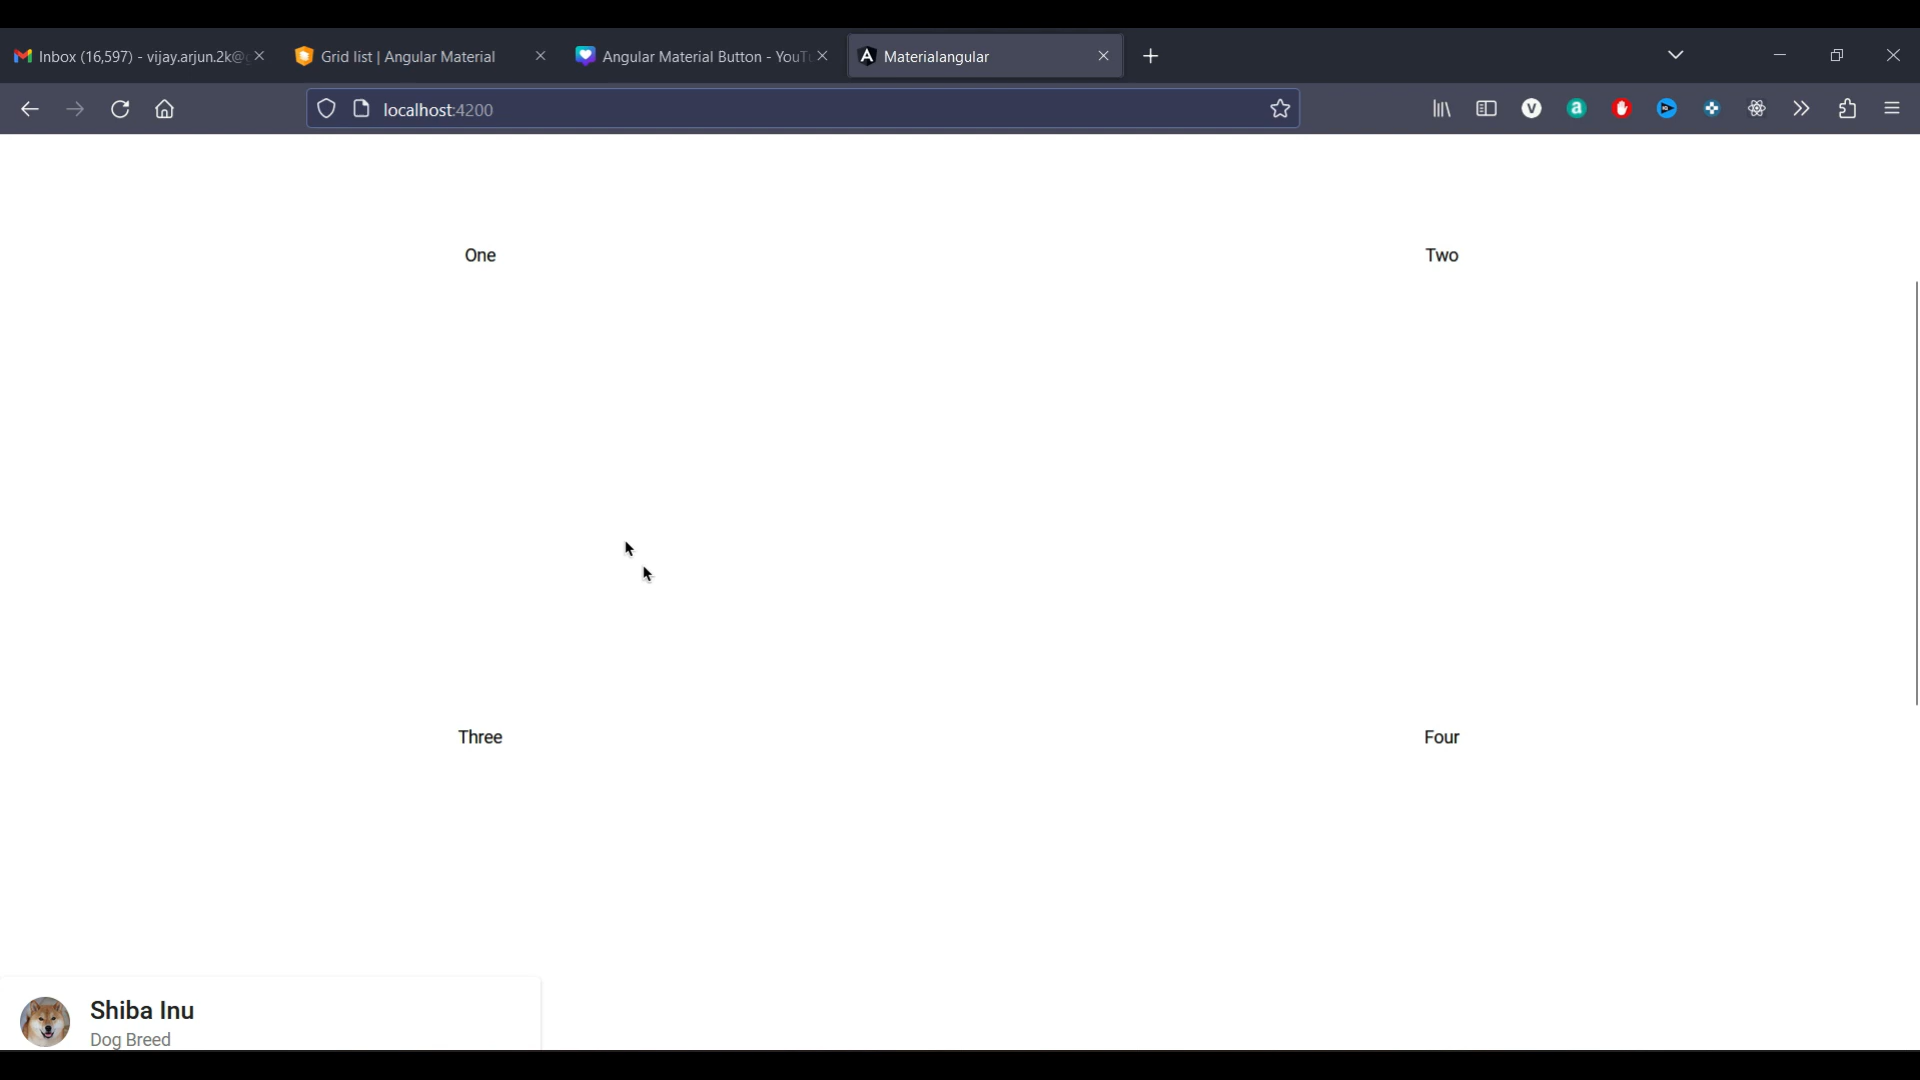 Inbox (16,597) - vijay.arjun.2k@
Grid list | Angular Material
Angular Material Button - YouT
Materialangular
localhost:4200
One
Two
Three
Four
Shiba Inu
Dog Breed